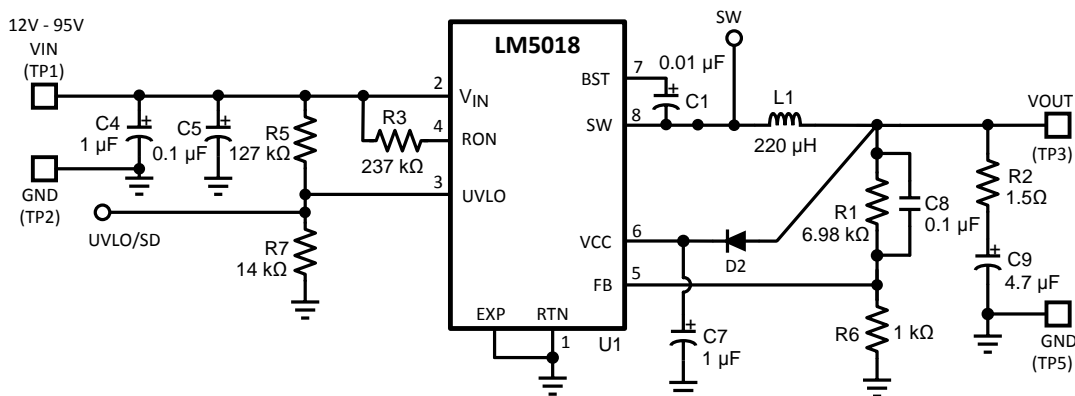 12V - 95V
VIN
(TP1)
GND
(TP2)
UVLO/SD
C4
+
1 µF
C5
+
0.1 µF
R5
127 kΩ
R3
237 kΩ
R7
14 kΩ
LM5018
2
VIN
4
RON
3
UVLO
EXP
RTN
1
U1
BST
7
SW
8
VCC
6
FB
5
0.01 µF
+
C1
SW
L1
220 µH
D2
+
C7
1 µF
R1
6.98 kΩ
C8
0.1 µF
R6
1 kΩ
R2
1.5Ω
+
C9
4.7 µF
VOUT
(TP3)
GND
(TP5)